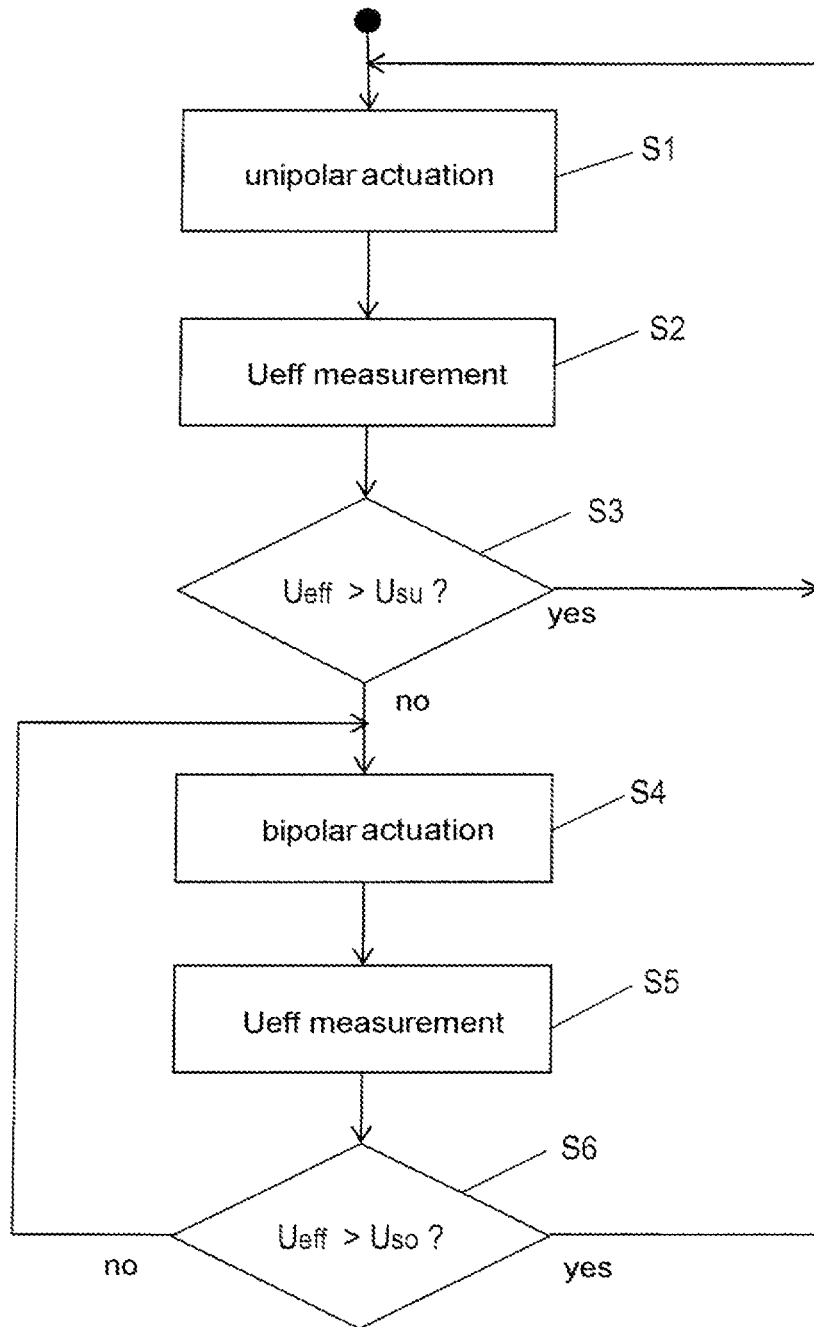 unipolar actuation
S1
Ueff measurement
S2
Ueff > Usu ?
S3
yes
no
bipolar actuation
S4
Ueff measurement
S5
Ueff > Uso ?
S6
no
yes